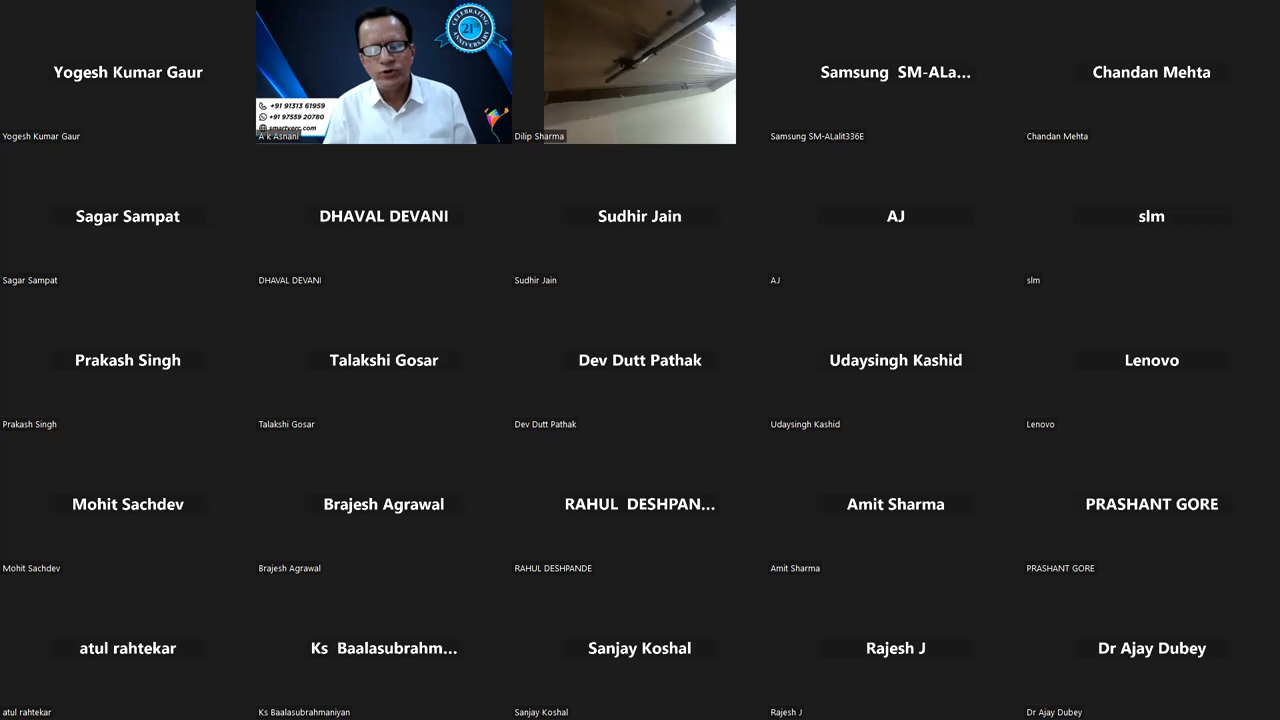 Yogesh Kumar Gaur
Yogesh Kumar Gaur
CELEBRATING
21st
ANNIVERSARY
+91 91313 61959
+91 97559 20780
A k Asnani
Dilip Sharma
Samsung SM-ALa...
Samsung SM-ALalit336E
Chandan Mehta
Chandan Mehta
Sagar Sampat
DHAVAL DEVANI
Sudhir Jain
AJ
slm
Sagar Sampat
DHAVAL DEVANI
Sudhir Jain
AJ
slm
Prakash Singh
Talakshi Gosar
Dev Dutt Pathak
Udaysingh Kashid
Lenovo
Prakash Singh
Talakshi Gosar
Dev Dutt Pathak
Udaysingh Kashid
Lenovo
Mohit Sachdev
Brajesh Agrawal
RAHUL DESHPAN...
Amit Sharma
PRASHANT GORE
Mohit Sachdev
Brajesh Agrawal
RAHUL DESHPANDE
Amit Sharma
PRASHANT GORE
atul rahtekar
Ks Baalasubrahm...
Sanjay Koshal
Rajesh J
Dr Ajay Dubey
atul rahtekar
Ks Baalasubrahmaniyan
Sanjay Koshal
Rajesh J
Dr Ajay Dubey